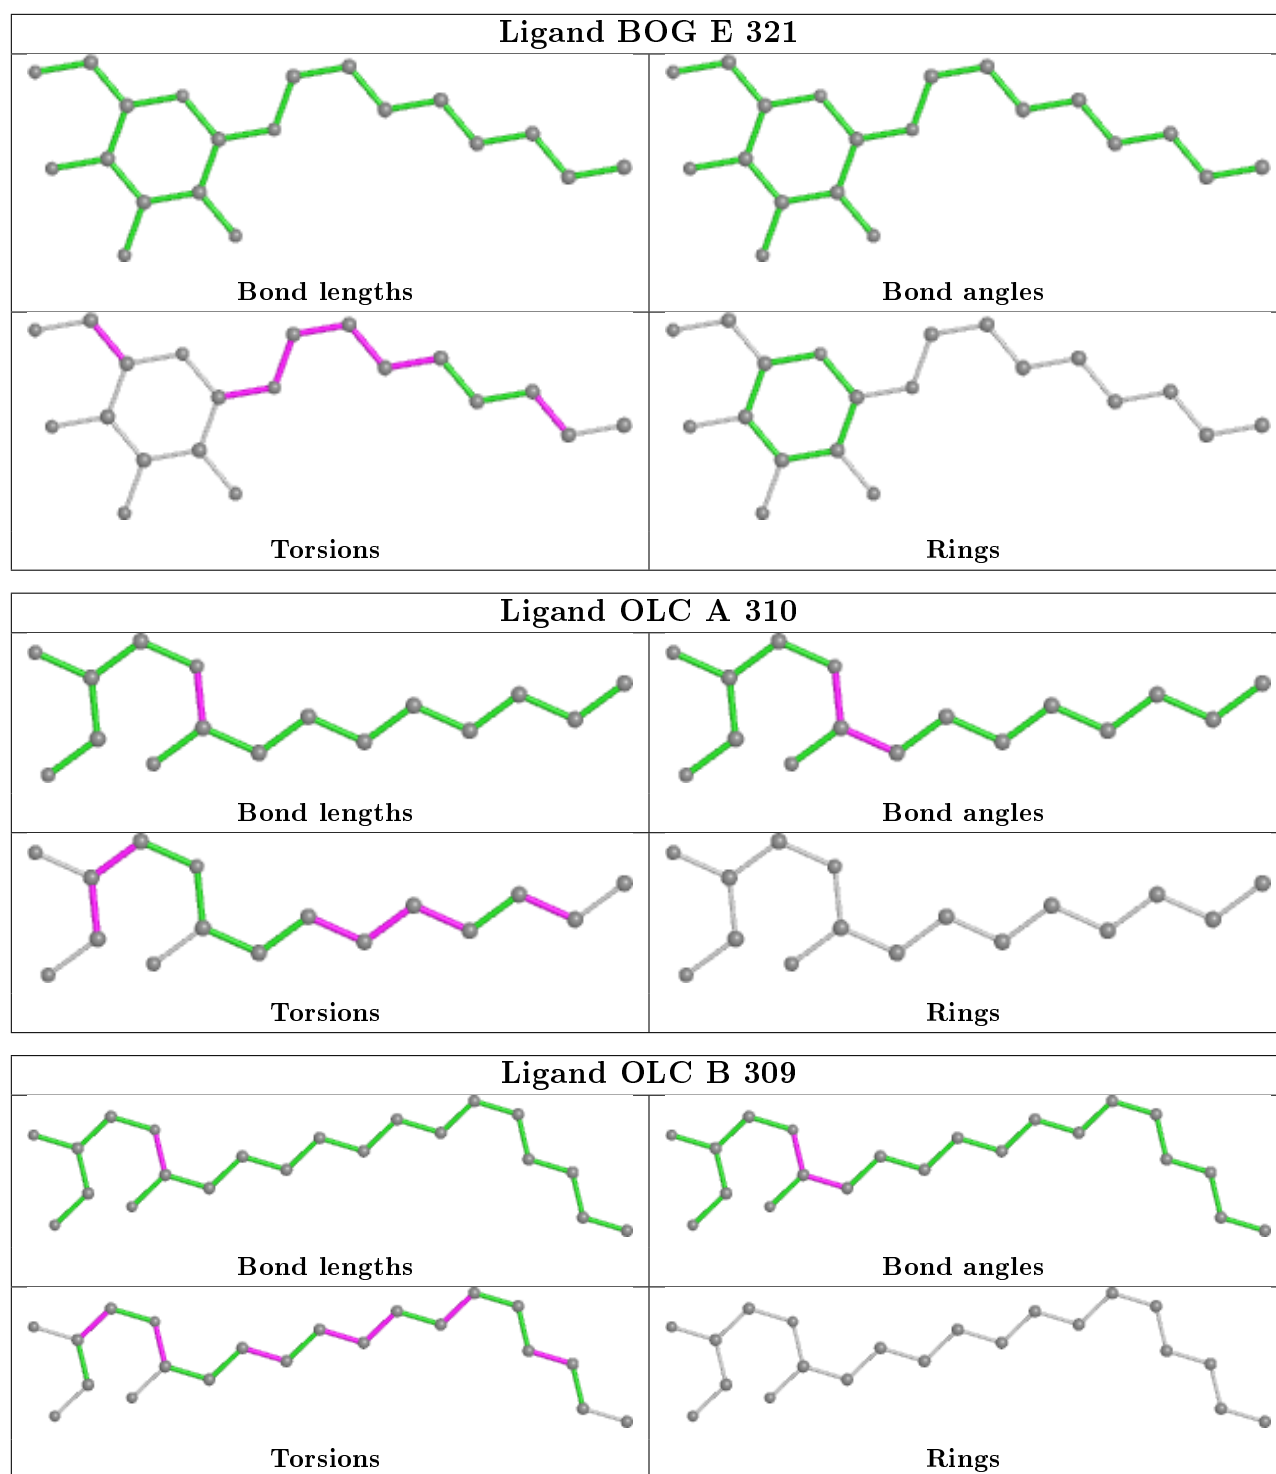 Ligand BOG E 321
Bond lengths
Bond angles
Torsions
Rings
Ligand OLC A 310
Bond lengths
Bond angles
Torsions
Rings
Ligand OLC B 309
Bond lengths
Bond angles
Torsions
Rings